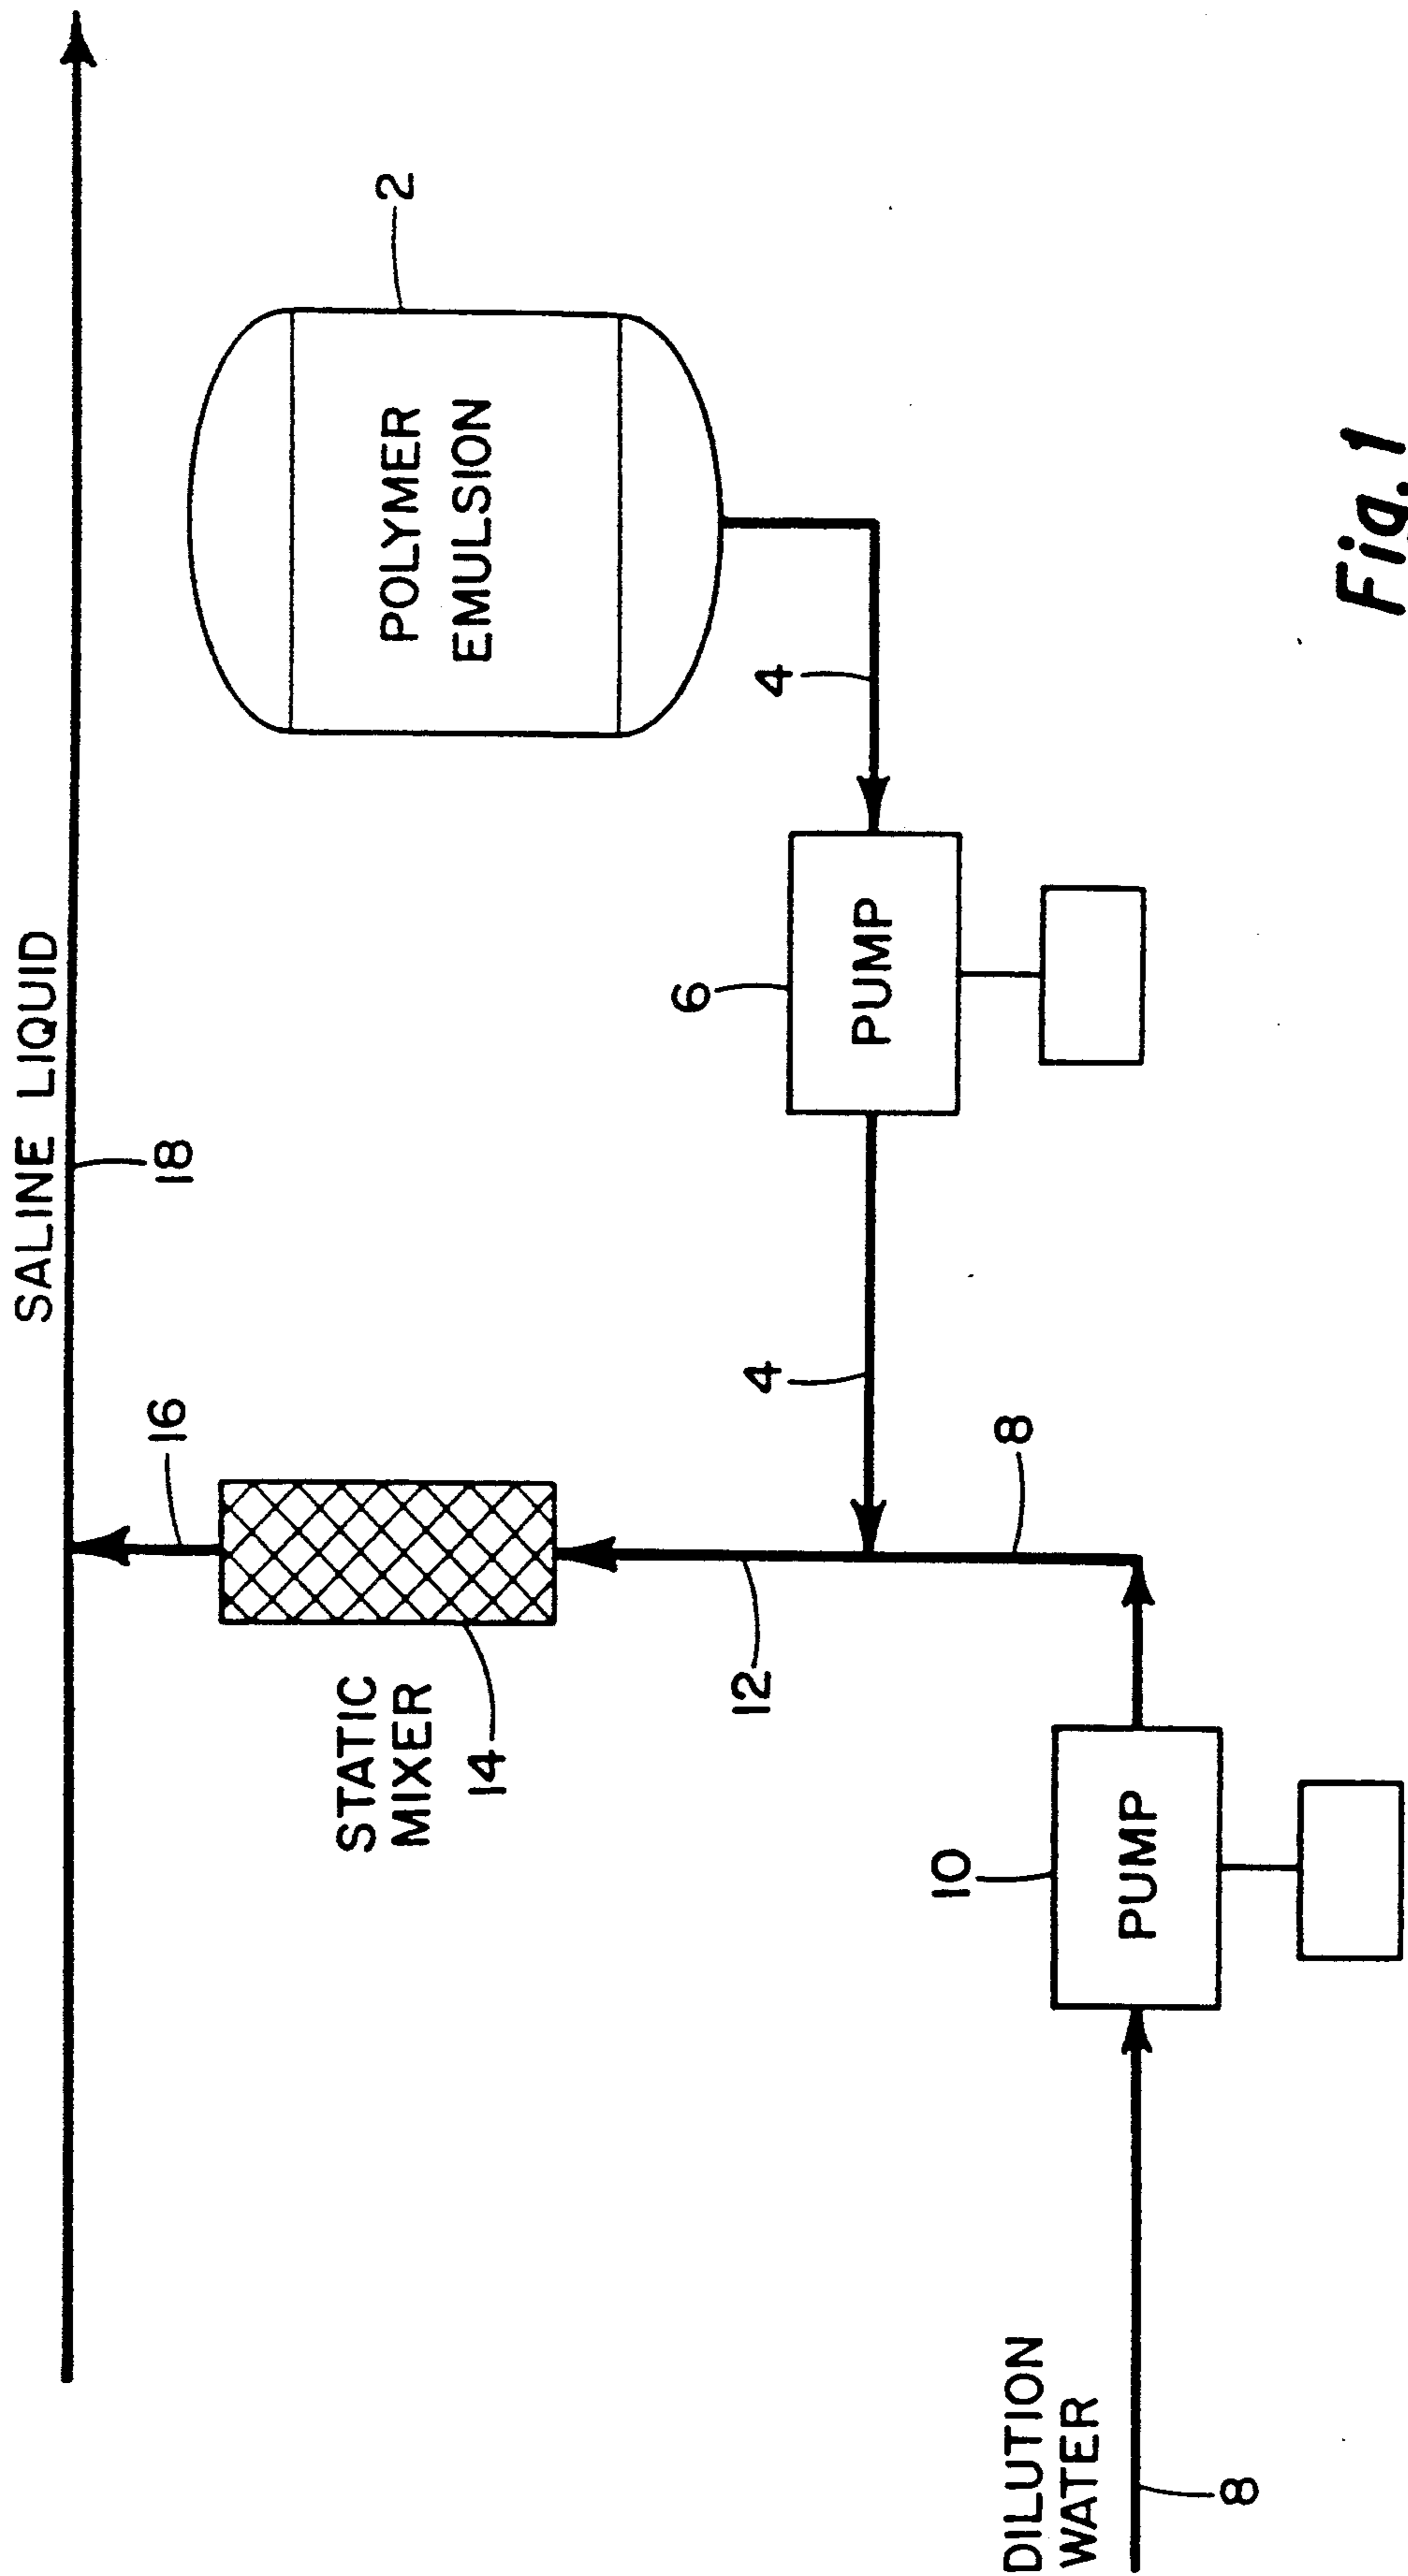 SALINE LIQUID
18
16
2
POLYMER
EMULSION
STATIC
MIXER
14
4
6
PUMP
4
12
8
10
PUMP
DILUTION
WATER
8
Fig. 1